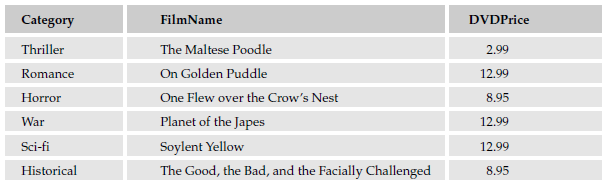 Category FilmName DVDPrice
Thriller The Maltese Poodle 2.99
Romance On Golden Puddle 12.99
Horror One Flew over the Crow's Nest 8.95
War Planet of the Japes 12.99
Sci-fi Soylent Yellow 12.99
Historical The Good, the Bad, and the Facially Challenged 8.95